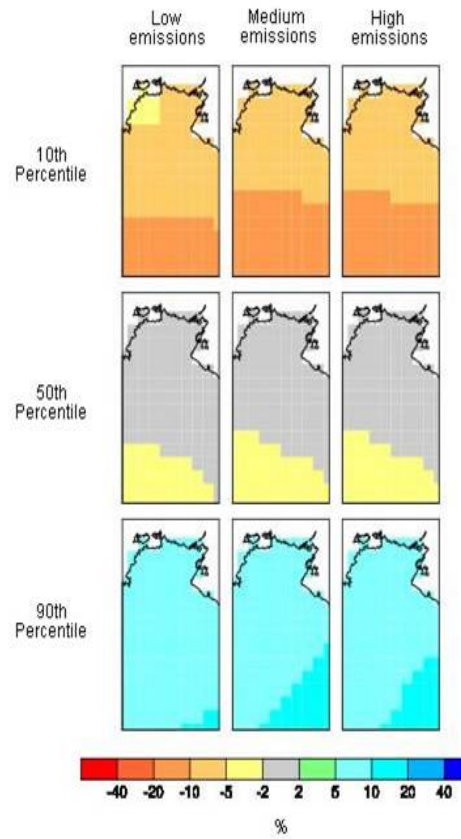 Low emissions
Medium emissions
High emissions
10th Percentile
50th Percentile
90th Percentile
-40 -20 -10 -5 -2 2 5 10 20 40
%